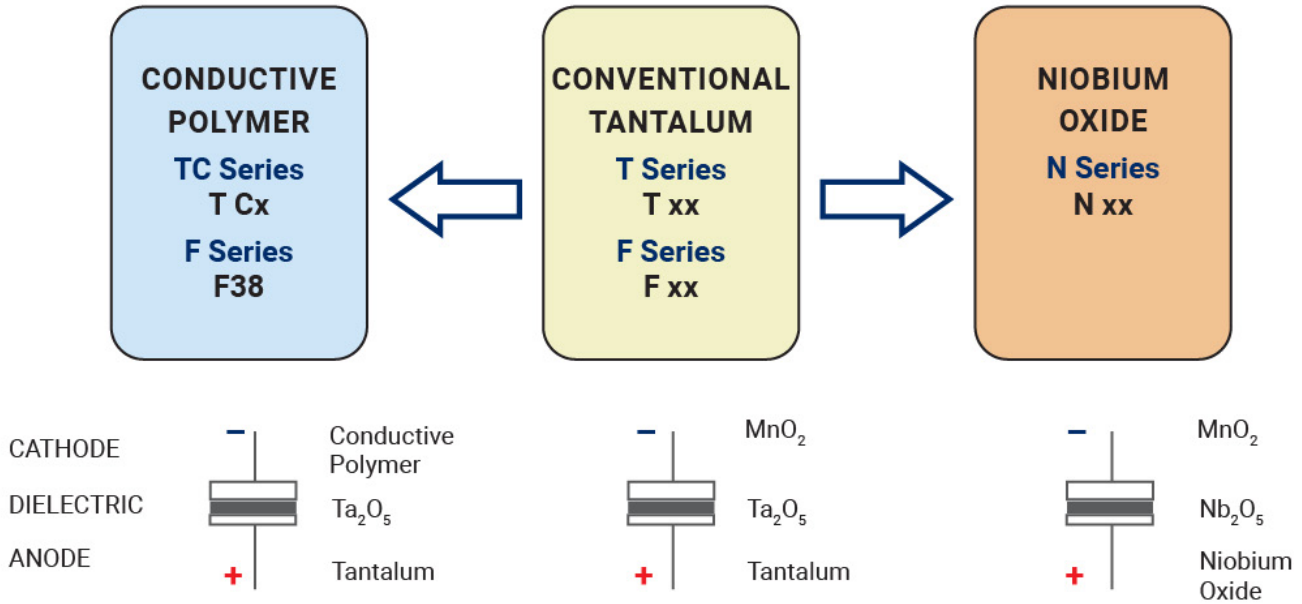 CONDUCTIVE
POLYMER
TC Series
T Cx
F Series
F38
CONVENTIONAL
TANTALUM
T Series
T xx
F Series
F xx
NIOBIUM
OXIDE
N Series
N xx
CATHODE
DIELECTRIC
ANODE
−
Conductive
Polymer
Ta₂O₅
+
Tantalum
−
MnO₂
Ta₂O₅
+
Tantalum
−
MnO₂
Nb₂O₅
+
Niobium
Oxide